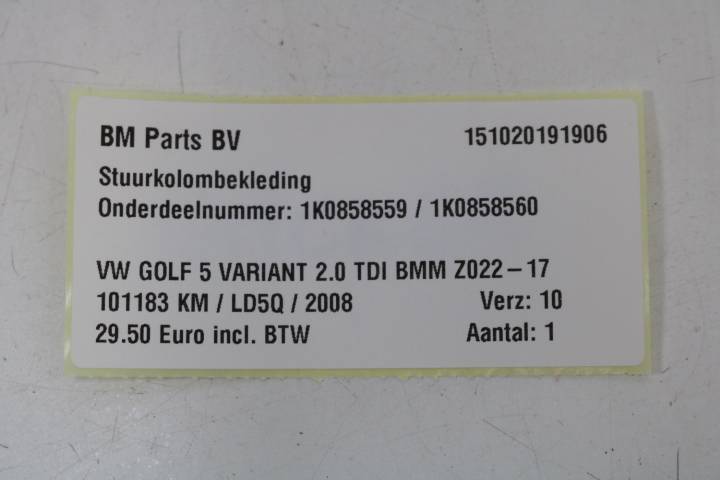 BM Parts BV 151020191906
Stuurkolombekleding
Onderdeelnummer: 1K0858559 / 1K0858560
VW GOLF 5 VARIANT 2.0 TDI BMM Z022-17
101183 KM / LD5Q / 2008 Verz: 10
29.50 Euro incl. BTW Aantal: 1